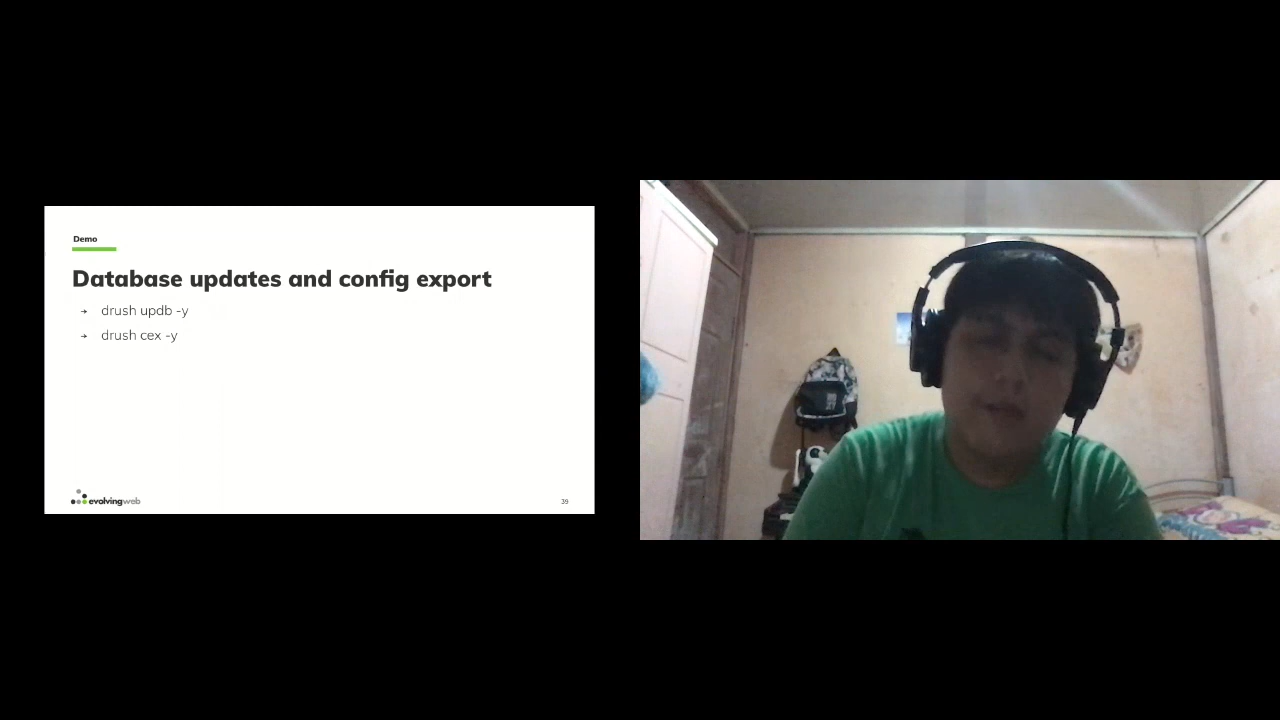 Demo
Database updates and config export
→ drush updb -y
→ drush cex -y
evolvingweb
39